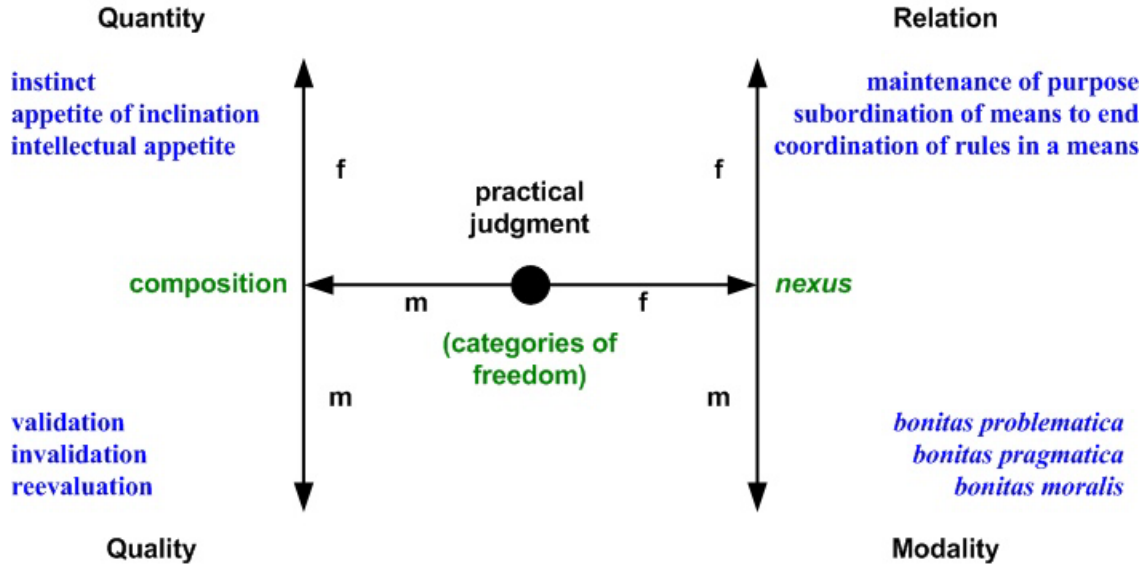 Quantity
Relation
instinct
appetite of inclination
intellectual appetite
maintenance of purpose
subordination of means to end
coordination of rules in a means
f
f
practical
judgment
composition
nexus
m
f
(categories of
freedom)
m
m
validation
invalidation
reevaluation
bonitas problematica
bonitas pragmatica
bonitas moralis
Quality
Modality